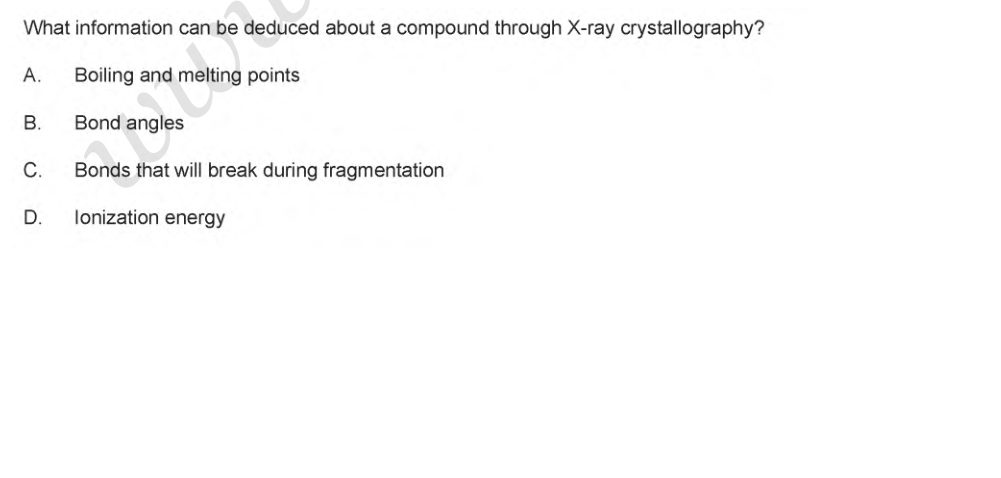 What information can be deduced about a compound through X-ray crystallography?
A. Boiling and melting points
B. Bond angles
C. Bonds that will break during fragmentation
D. Ionization energy